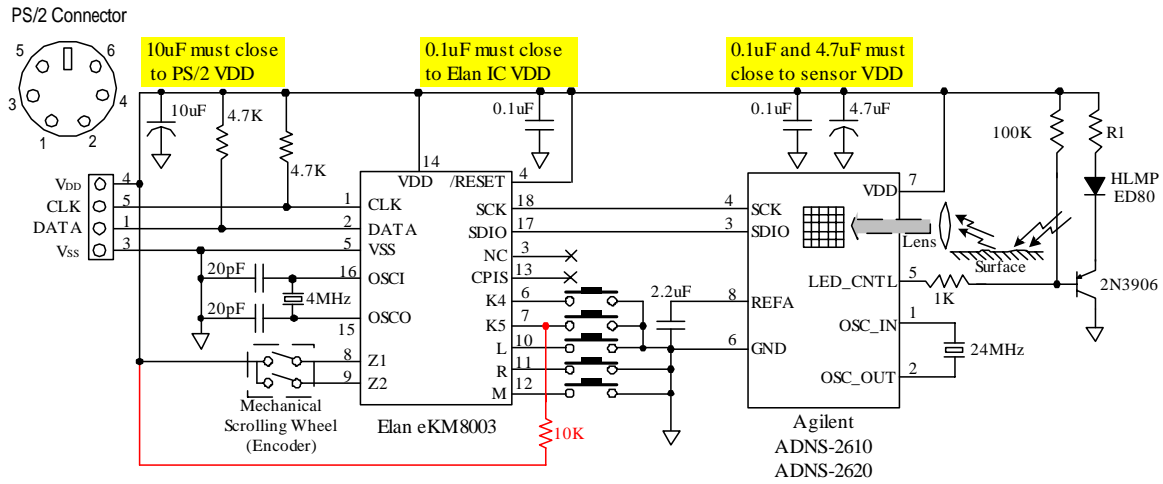 PS/2 Connector
5
6
3
4
1
2
10uF must close
to PS/2 VDD
0.1uF must close
to Elan IC VDD
0.1uF and 4.7uF must
close to sensor VDD
10uF
4.7K
4.7K
0.1uF
0.1uF
4.7uF
100K
R1
HLMP
ED80
VDD
4
CLK
5
DATA
1
VSS
3
14
VDD
/RESET
4
1
CLK
SCK
18
2
DATA
SDIO
17
5
VSS
NC
3
16
OSCI
CPIS
13
K4
6
K5
7
15
OSCO
L
10
8
Z1
R
11
9
Z2
M
12
20pF
4MHz
20pF
Mechanical
Scrolling Wheel
(Encoder)
Elan eKM8003
10K
2.2uF
VDD
7
4
SCK
3
SDIO
Lens
Surface
LED_CNTL
5
1K
2N3906
8
REFA
OSC_IN
1
6
GND
24MHz
OSC_OUT
2
Agilent
ADNS-2610
ADNS-2620